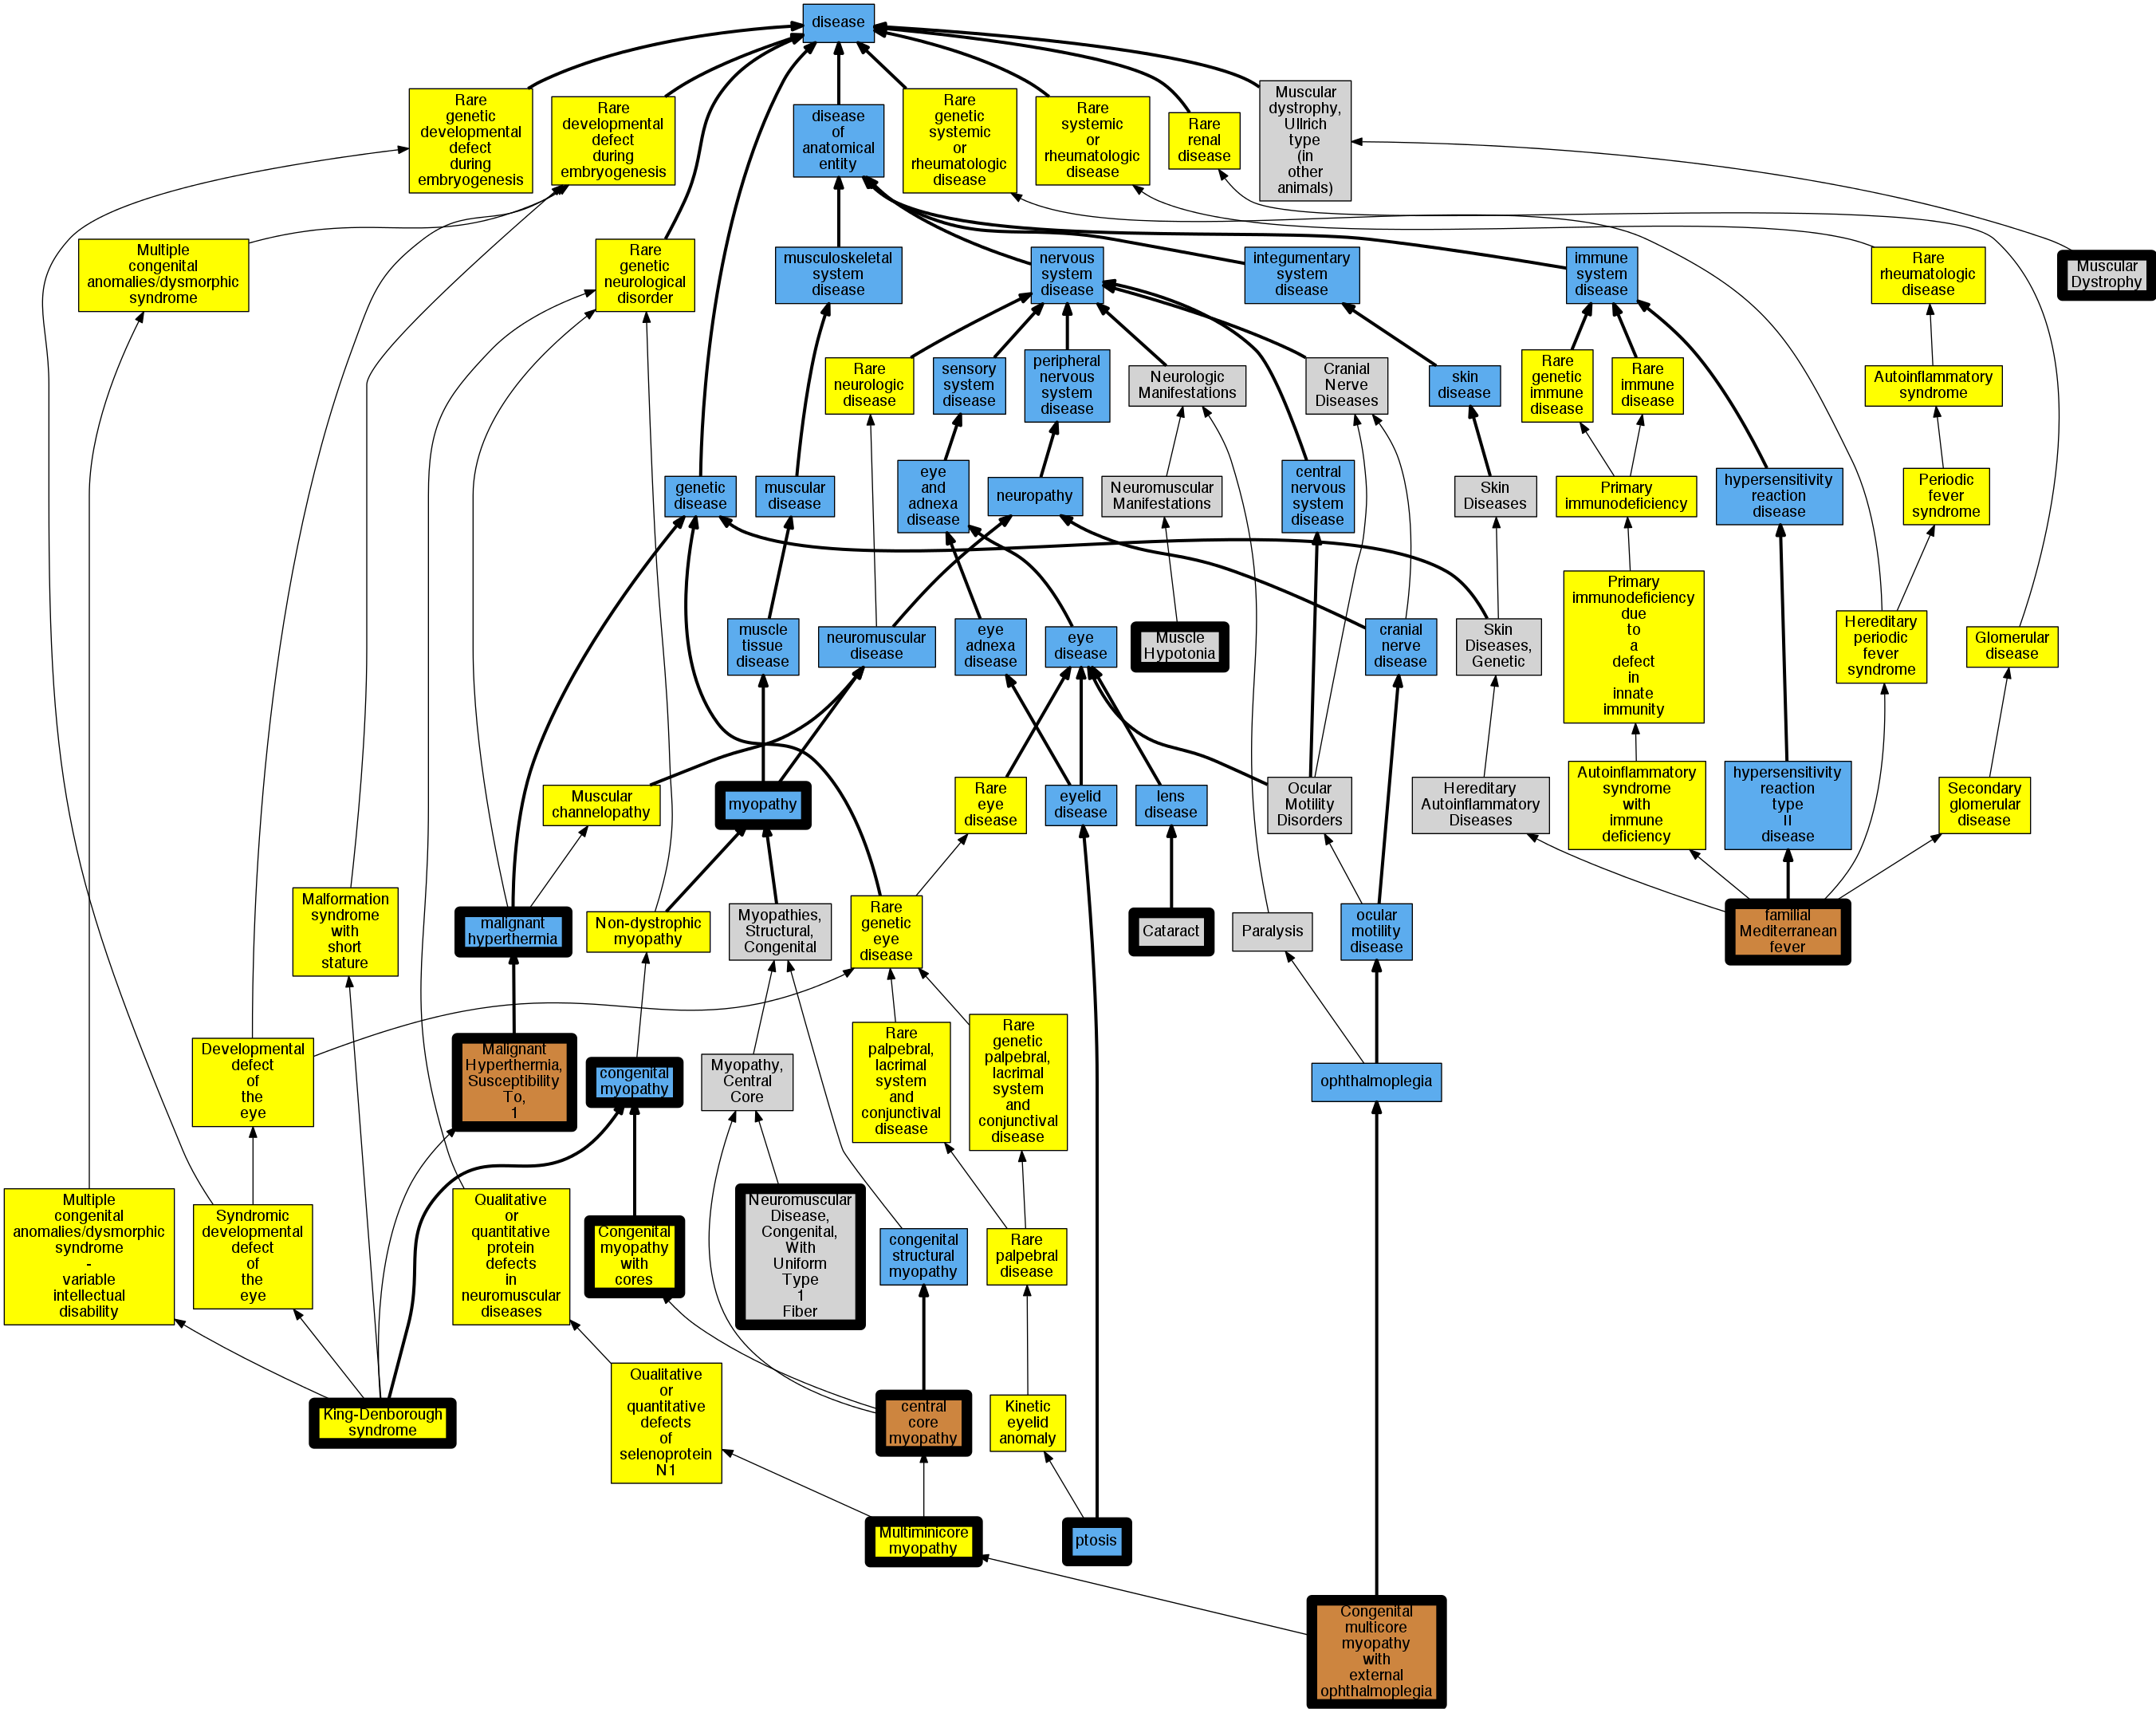 disease
Rare
genetic
developmental
defect
during
embryogenesis
Rare
developmental
defect
during
embryogenesis
disease
of
anatomical
entity
Rare
genetic
systemic
or
rheumatologic
disease
Rare
systemic
or
rheumatologic
disease
Rare
renal
disease
Muscular
dystrophy,
Ullrich
type
(in
other
animals)
Multiple
congenital
anomalies/dysmorphic
syndrome
Rare
genetic
neurological
disorder
musculoskeletal
system
disease
nervous
system
disease
integumentary
system
disease
immune
system
disease
Rare
rheumatologic
disease
Muscular
Dystrophy
Rare
neurologic
disease
sensory
system
disease
peripheral
nervous
system
disease
Neurologic
Manifestations
Cranial
Nerve
Diseases
skin
disease
Rare
genetic
immune
disease
Rare
immune
disease
Autoinflammatory
syndrome
genetic
disease
muscular
disease
eye
and
adnexa
disease
neuropathy
Neuromuscular
Manifestations
central
nervous
system
disease
Skin
Diseases
Primary
immunodeficiency
hypersensitivity
reaction
disease
Periodic
fever
syndrome
muscle
tissue
disease
neuromuscular
disease
eye
adnexa
disease
eye
disease
Muscle
Hypotonia
cranial
nerve
disease
Skin
Diseases,
Genetic
Primary
immunodeficiency
due
to
a
defect
in
innate
immunity
Hereditary
periodic
fever
syndrome
Glomerular
disease
Muscular
channelopathy
myopathy
Rare
eye
disease
eyelid
disease
lens
disease
Ocular
Motility
Disorders
Hereditary
Autoinflammatory
Diseases
Autoinflammatory
syndrome
with
immune
deficiency
hypersensitivity
reaction
type
II
disease
Secondary
glomerular
disease
Malformation
syndrome
with
short
stature
malignant
hyperthermia
Non-dystrophic
myopathy
Myopathies,
Structural,
Congenital
Rare
genetic
eye
disease
Cataract
Paralysis
ocular
motility
disease
familial
Mediterranean
fever
Developmental
defect
of
the
eye
Malignant
Hyperthermia,
Susceptibility
To,
1
congenital
myopathy
Myopathy,
Central
Core
Rare
palpebral,
lacrimal
system
and
conjunctival
disease
Rare
genetic
palpebral,
lacrimal
system
and
conjunctival
disease
ophthalmoplegia
Multiple
congenital
anomalies/dysmorphic
syndrome
-
variable
intellectual
disability
Syndromic
developmental
defect
of
the
eye
Qualitative
or
quantitative
protein
defects
in
neuromuscular
diseases
Congenital
myopathy
with
cores
Neuromuscular
Disease,
Congenital,
With
Uniform
Type
1
Fiber
congenital
structural
myopathy
Rare
palpebral
disease
King-Denborough
syndrome
Qualitative
or
quantitative
defects
of
selenoprotein
N1
central
core
myopathy
Kinetic
eyelid
anomaly
Multiminicore
myopathy
ptosis
Congenital
multicore
myopathy
with
external
ophthalmoplegia